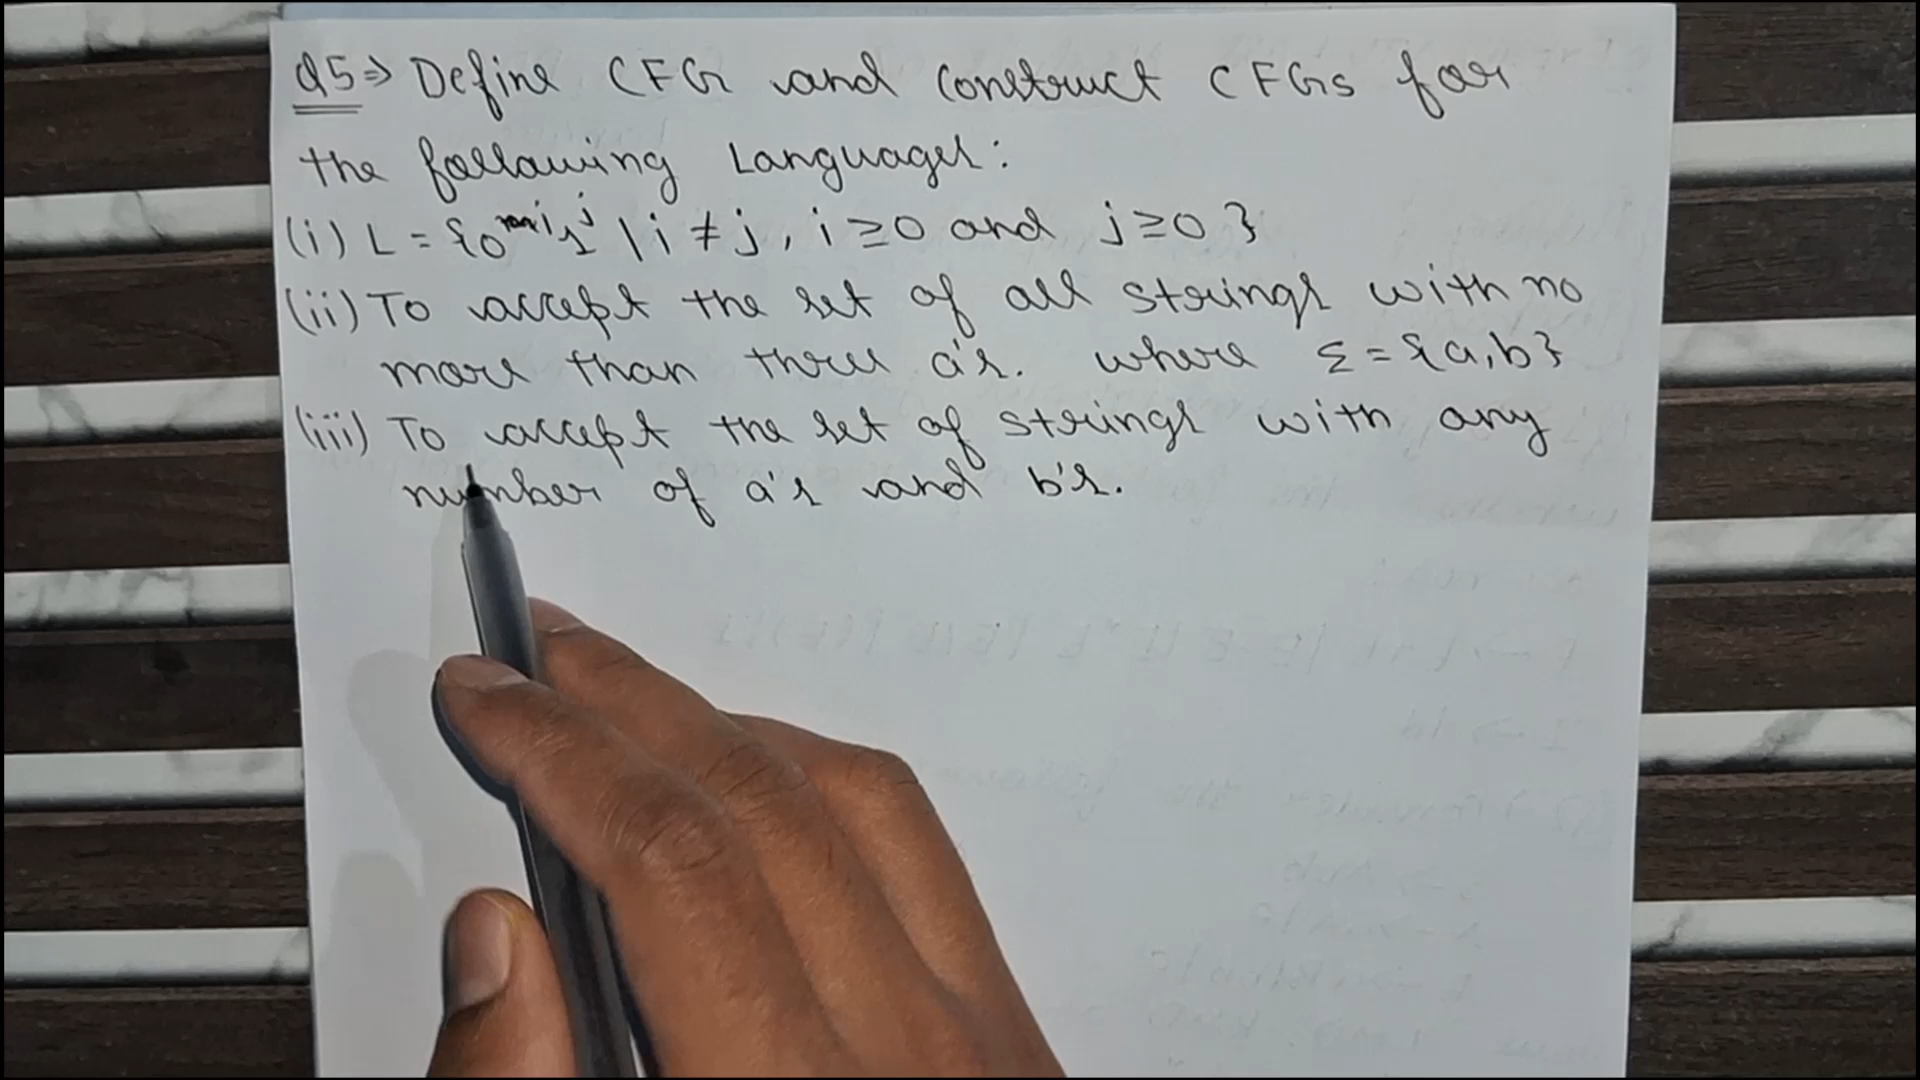 Q5⇒ Define CFG and construct CFGs for
the following Languages:
(i) L = {0ⁱ1ʲ | i ≠ j, i ≥ 0 and j ≥ 0 }
(ii) To accept the set of all strings with no
more than three a's. where Σ = {a, b}
(iii) To accept the set of strings with any
number of a's and b's.